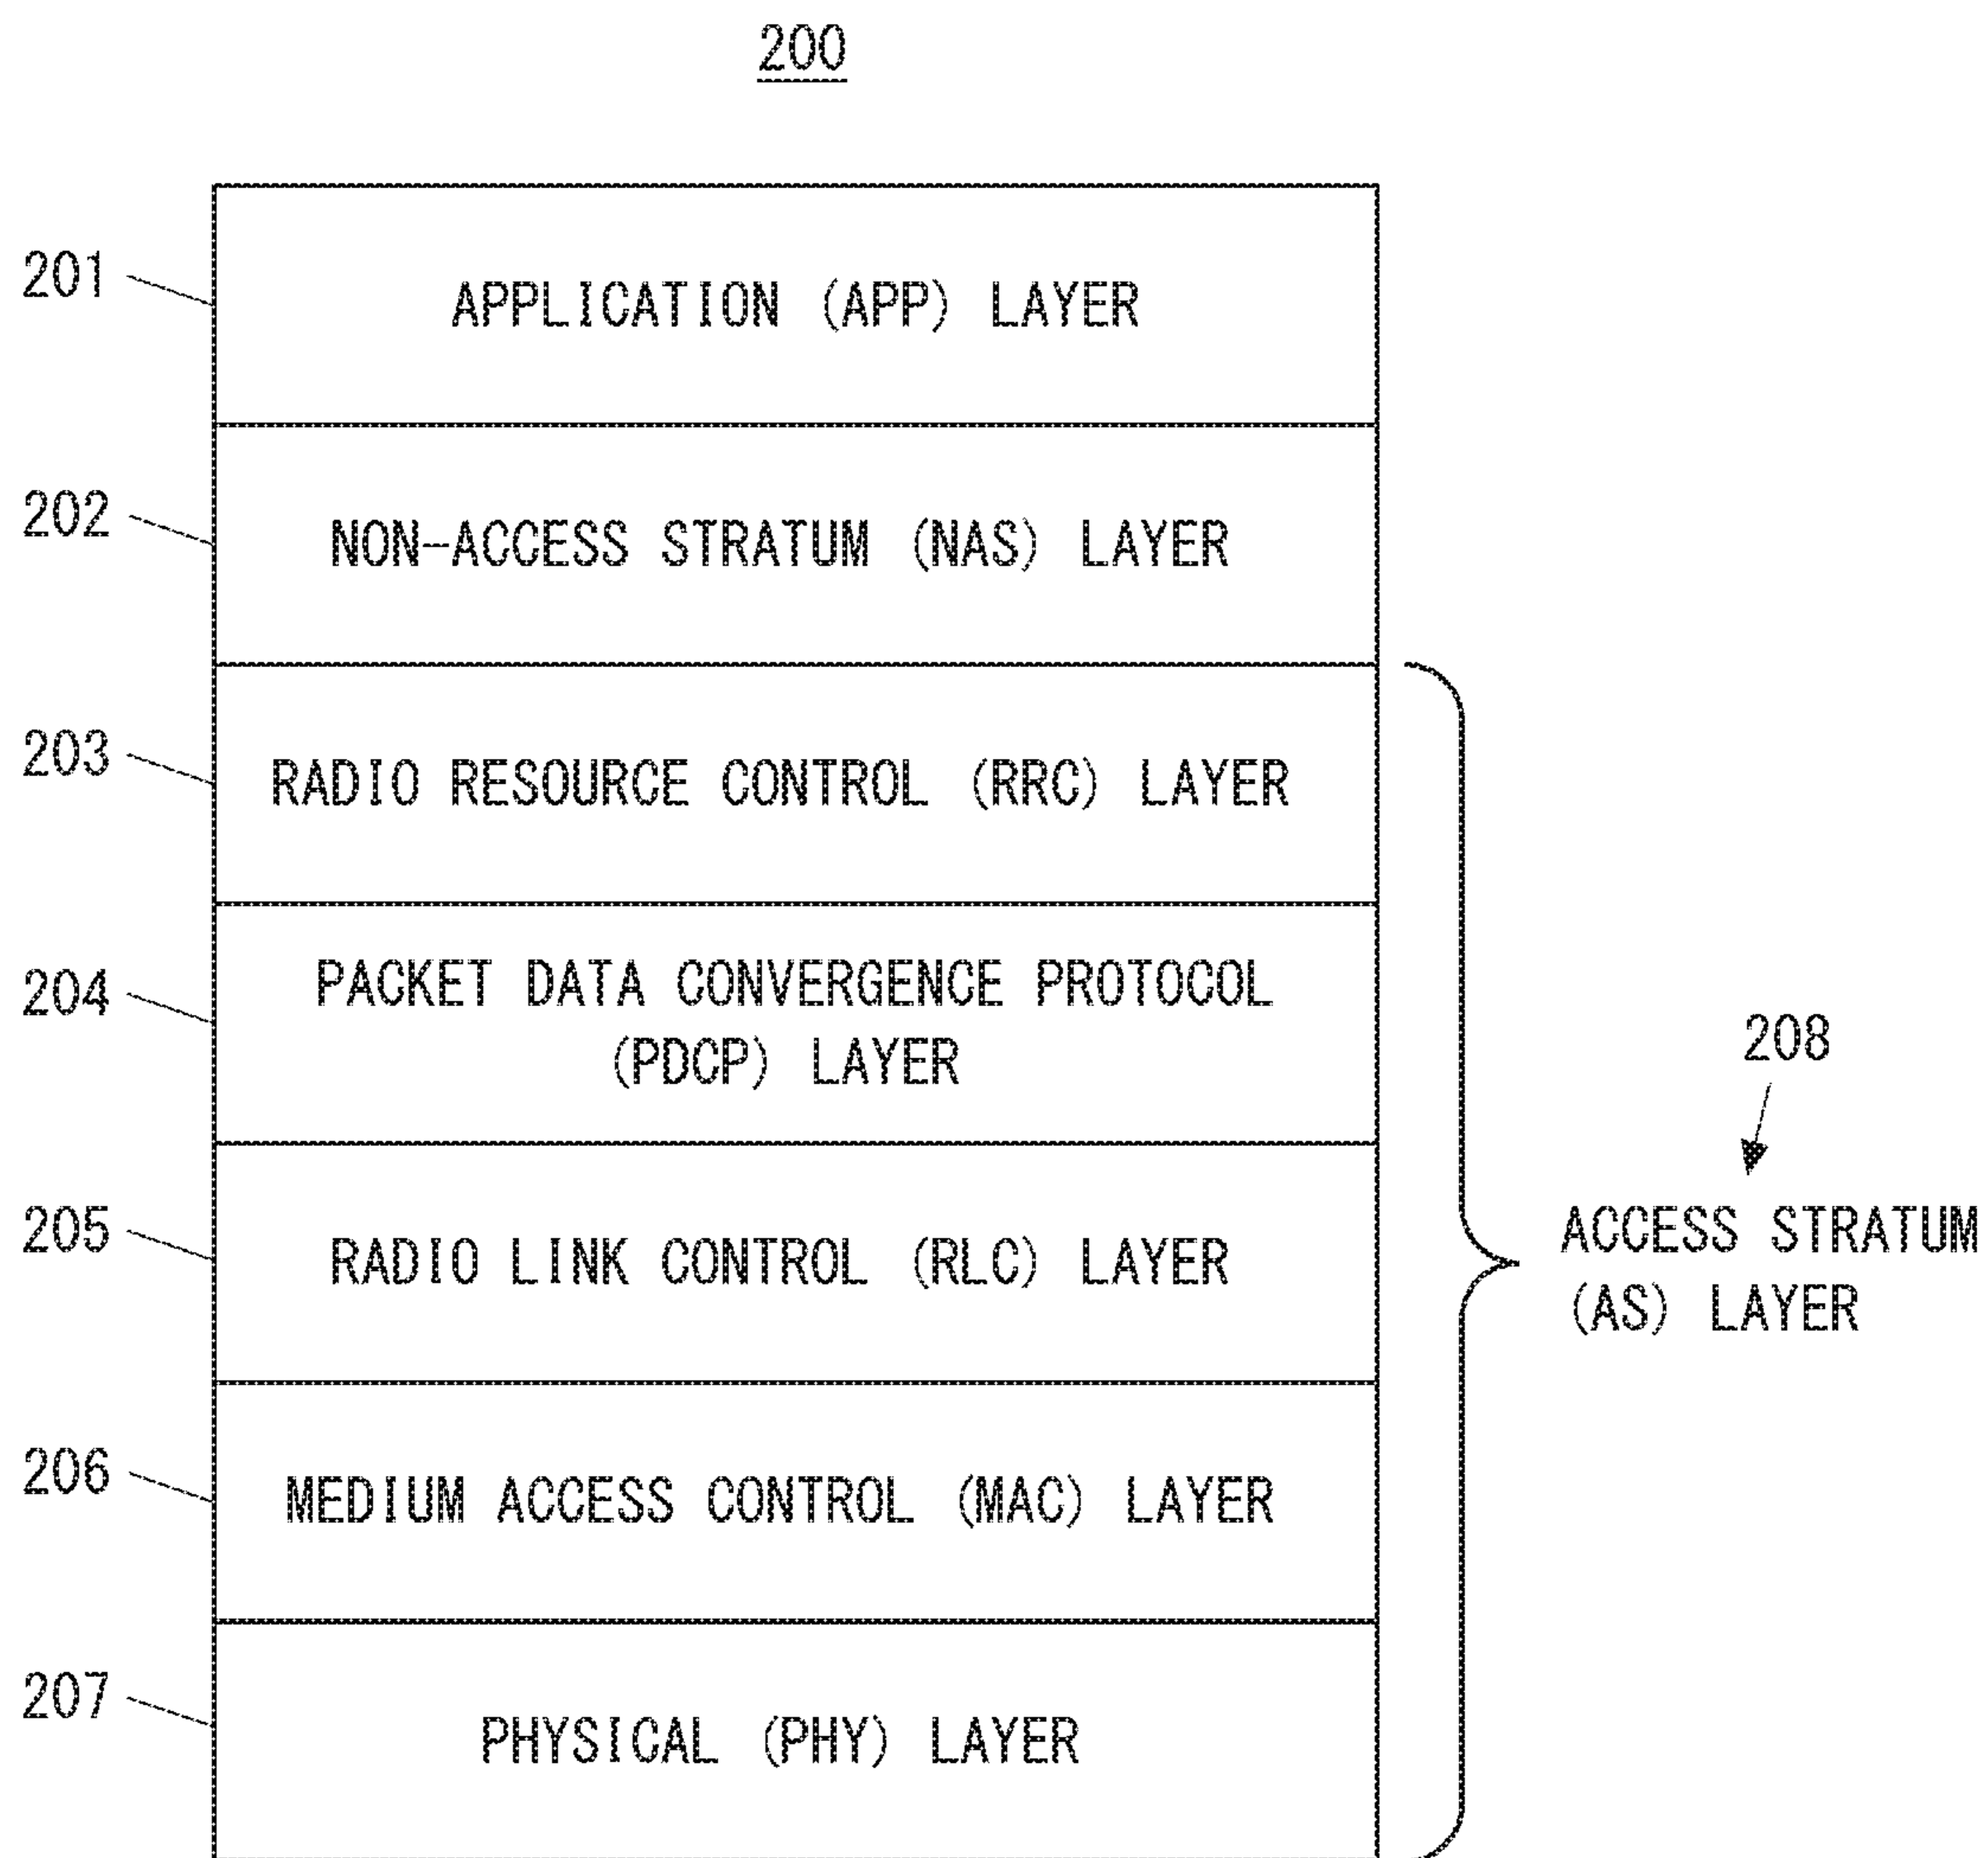 200
201
APPLICATION (APP) LAYER
202
NON-ACCESS STRATUM (NAS) LAYER
203
RADIO RESOURCE CONTROL (RRC) LAYER
204
PACKET DATA CONVERGENCE PROTOCOL
(PDCP) LAYER
208
205
RADIO LINK CONTROL (RLC) LAYER
ACCESS STRATUM
(AS) LAYER
206
MEDIUM ACCESS CONTROL (MAC) LAYER
207
PHYSICAL (PHY) LAYER